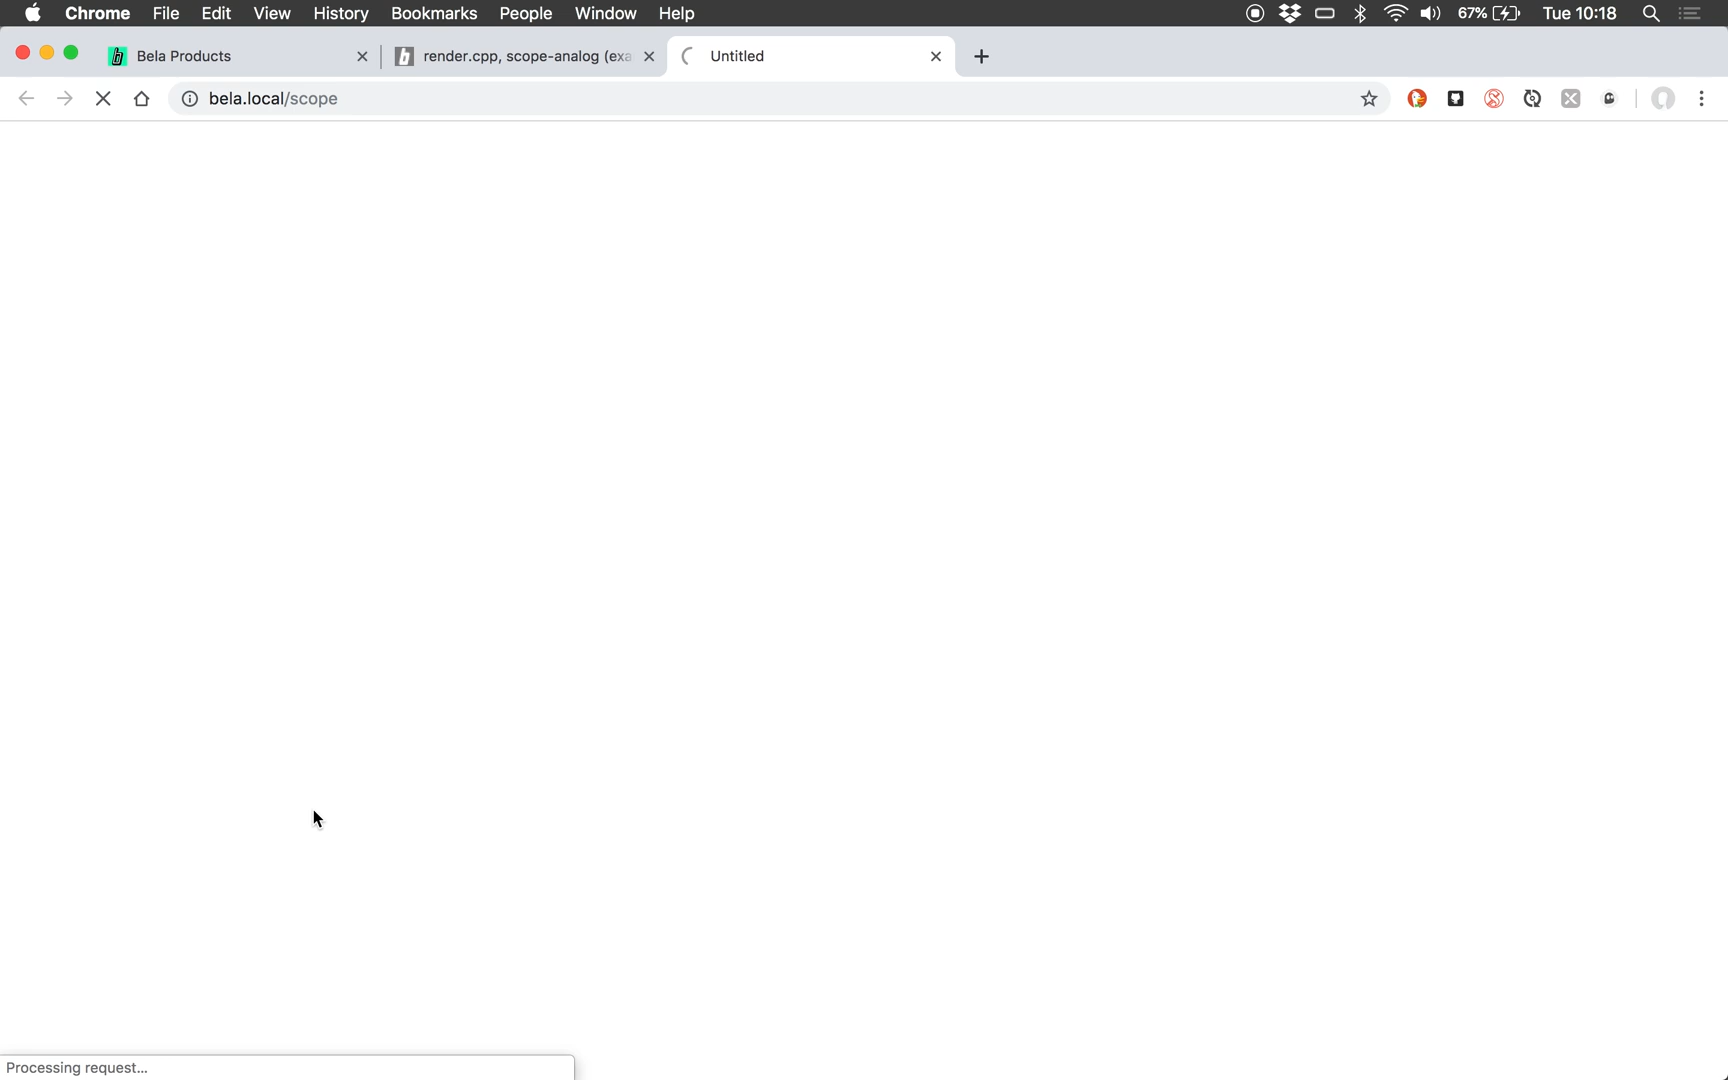 Chrome File Edit View History Bookmarks People Window Help 67% Tue 10:18
Bela Products render.cpp, scope-analog (exa Untitled
bela.local/scope
Processing request...